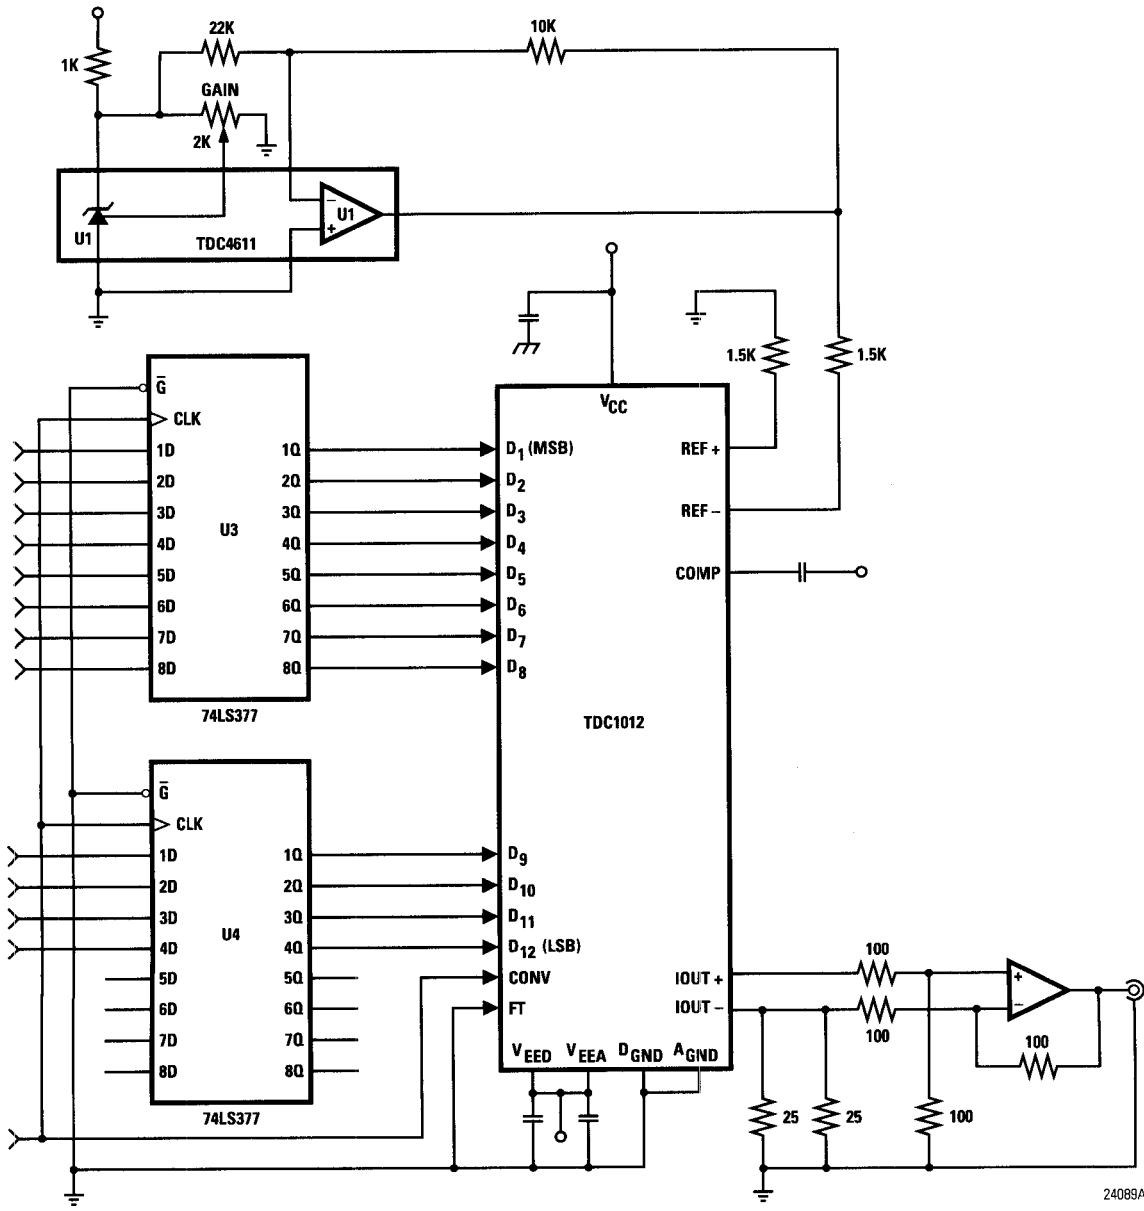 22K
10K
1K
GAIN
2K
U1
−
+
U1
TDC4611
1.5K
1.5K
G̅
CLK
1D
2D
3D
4D
5D
6D
7D
8D
U3
1Q
2Q
3Q
4Q
5Q
6Q
7Q
8Q
74LS377
VCC
D1 (MSB)
D2
D3
D4
D5
D6
D7
D8
REF +
REF −
COMP
TDC1012
G̅
CLK
1D
2D
3D
4D
5D
6D
7D
8D
U4
1Q
2Q
3Q
4Q
5Q
6Q
7Q
8Q
74LS377
D9
D10
D11
D12 (LSB)
CONV
FT
IOUT +
IOUT −
VEED VEEA DGND AGND
100
100
+
−
100
25
25
100
24089A